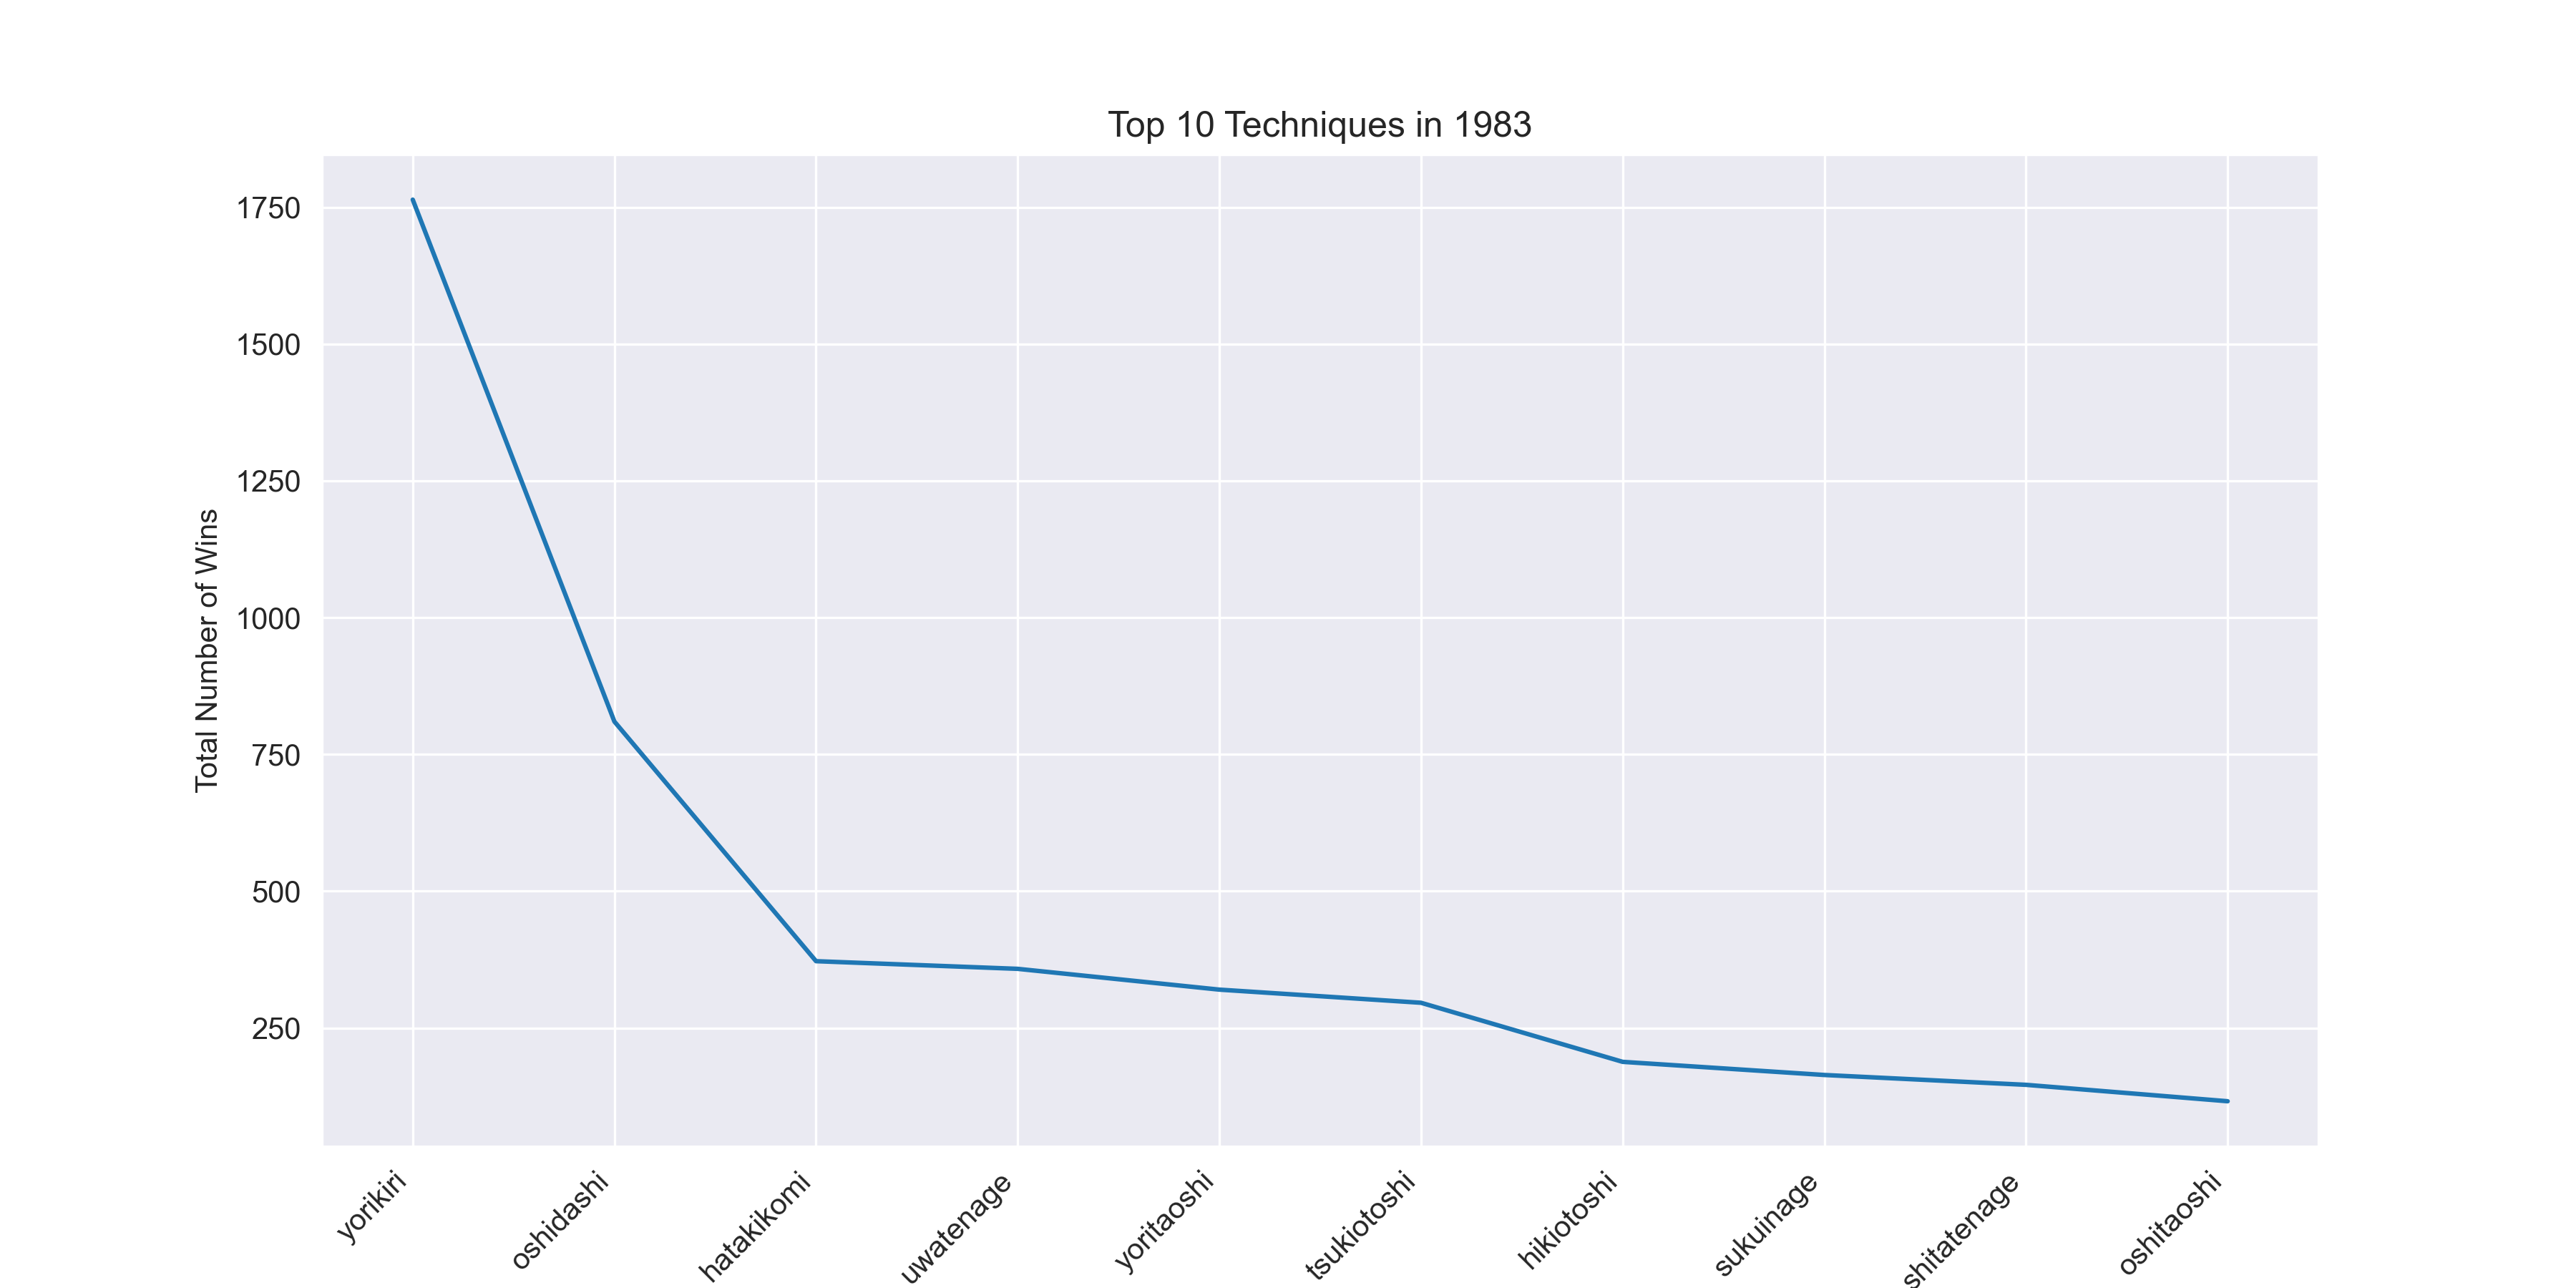 Top 10 Techniques in 1983
Total Number of Wins
1750
1500
1250
1000
750
500
250
yorikiri
oshidashi
hatakikomi
uwatenage
yoritaoshi
tsukiotoshi
hikiotoshi
sukuinage
shitatenage
oshitaoshi